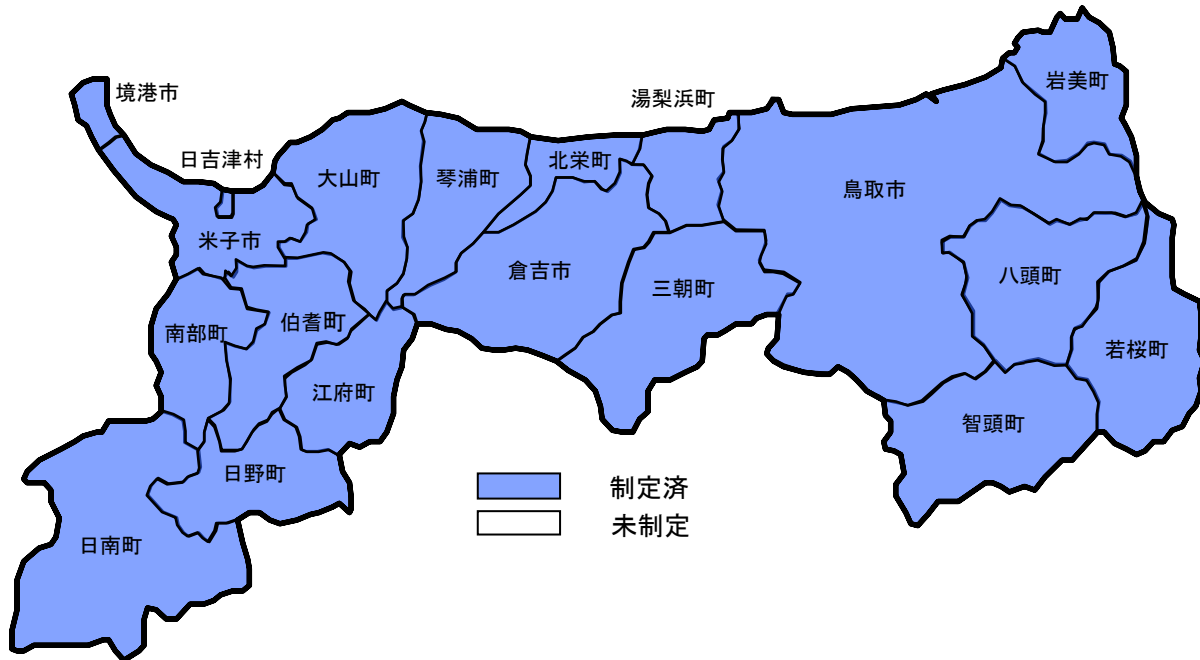 境港市
湯梨浜町
岩美町
日吉津村
大山町
琴浦町
北栄町
鳥取市
米子市
倉吉市
三朝町
八頭町
南部町
伯耆町
若桜町
江府町
智頭町
日野町
日南町
制定済
未制定